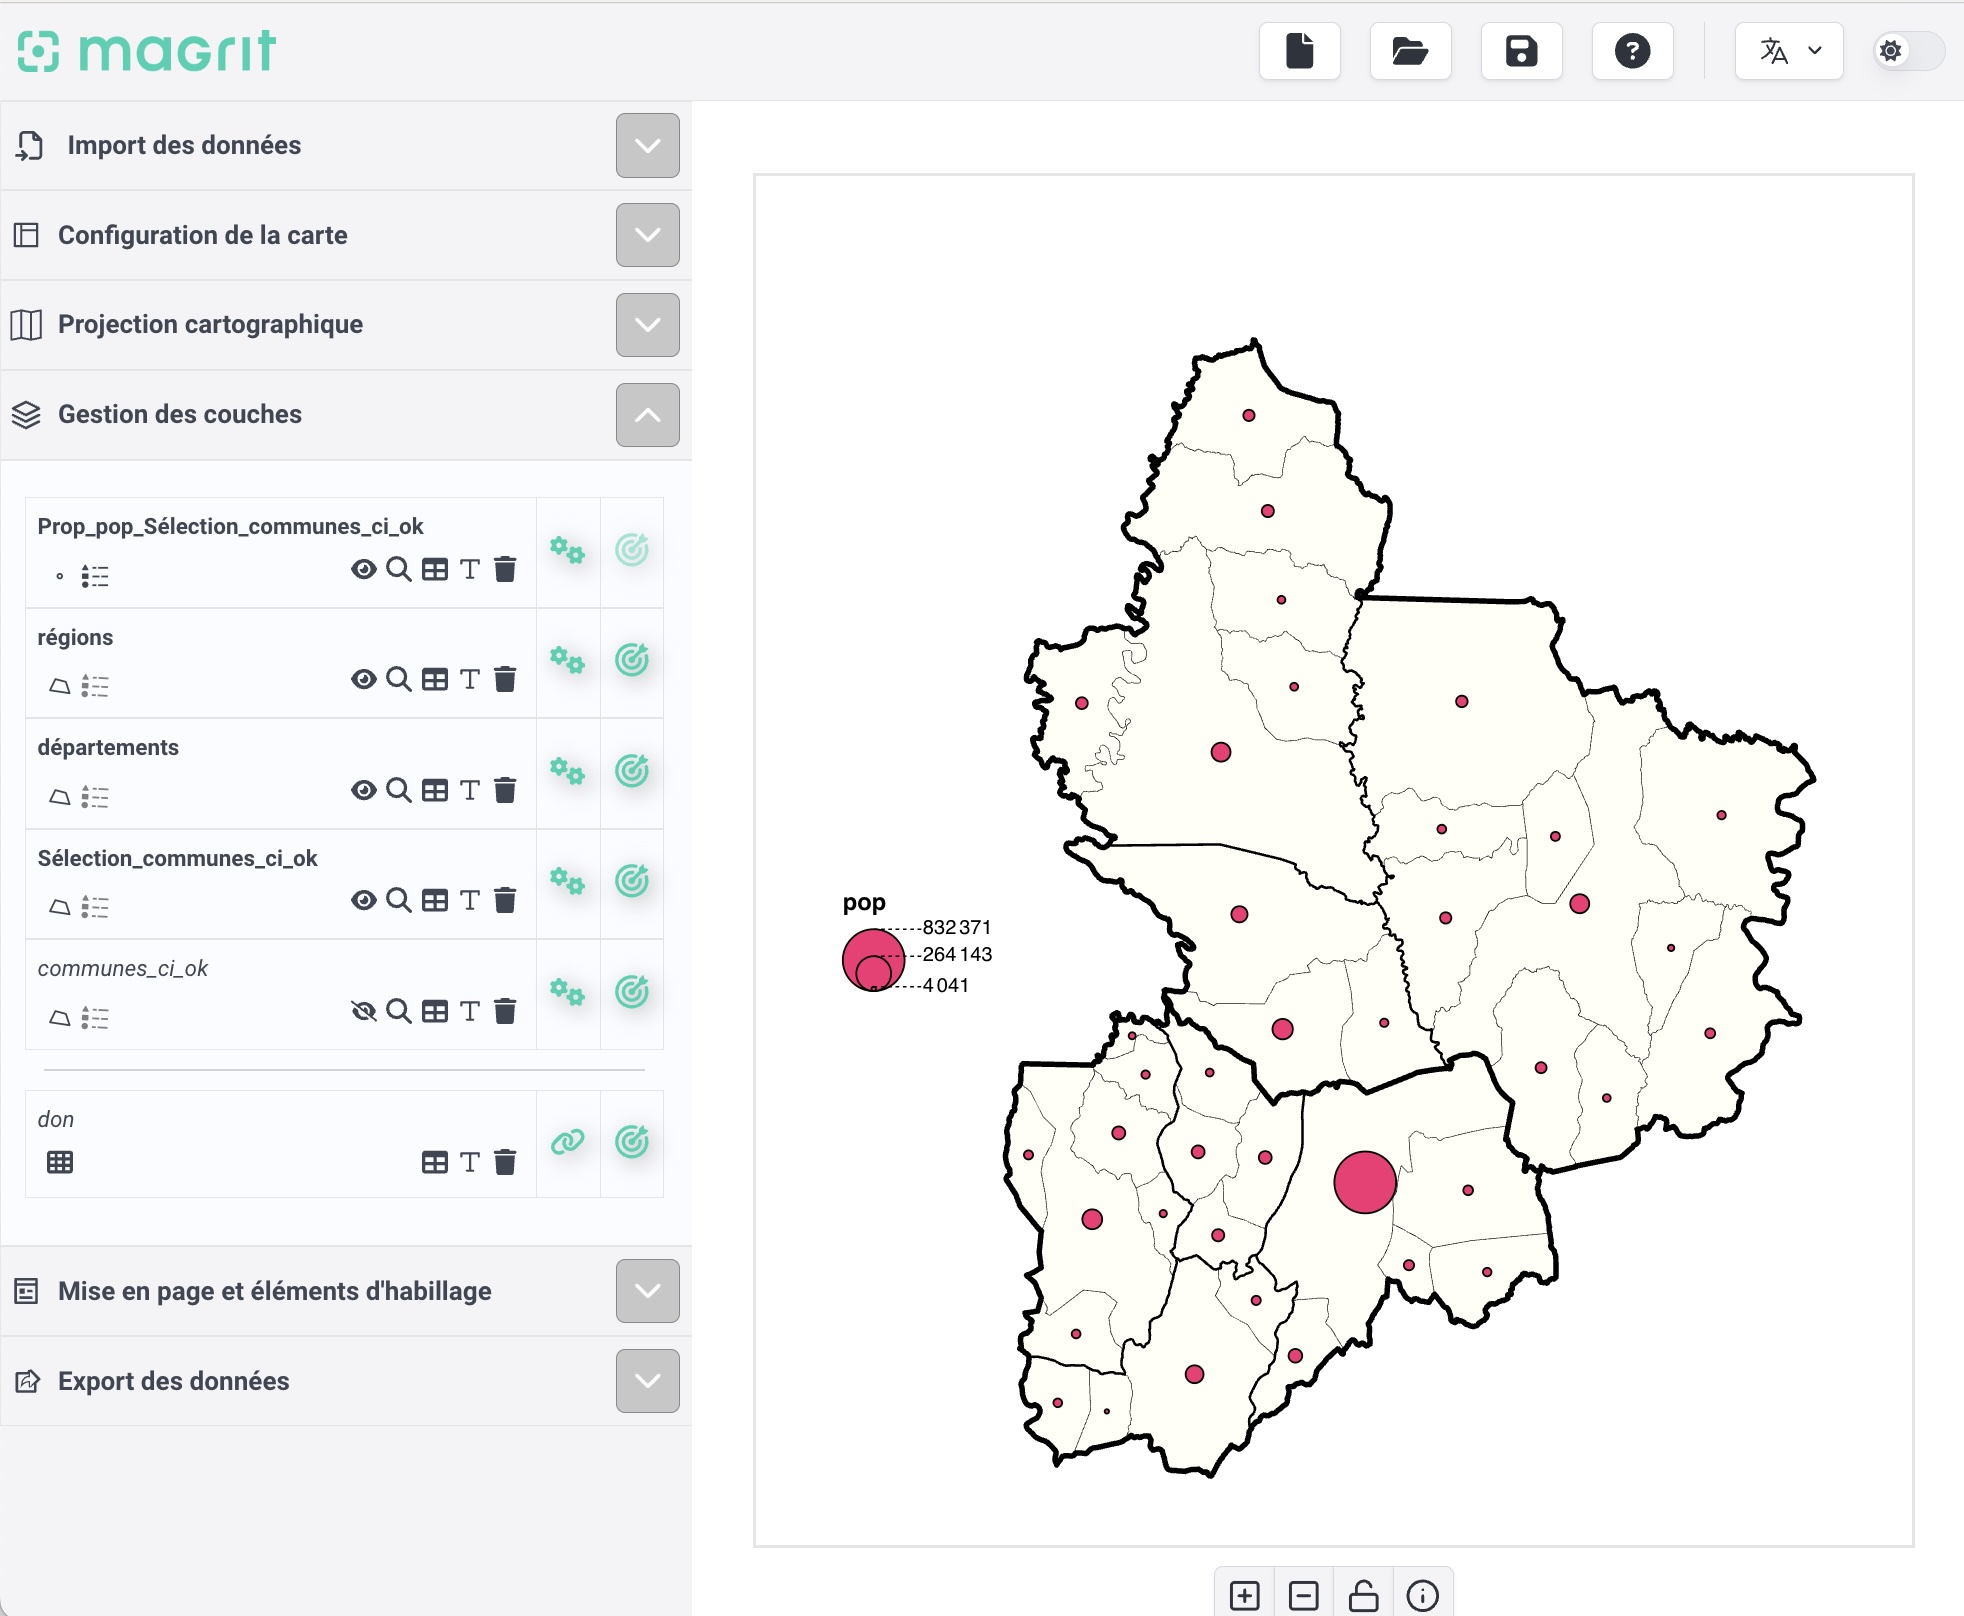 magrit
Import des données
Configuration de la carte
Projection cartographique
Gestion des couches
Prop_pop_Sélection_communes_ci_ok
régions
départements
Sélection_communes_ci_ok
communes_ci_ok
don
Mise en page et éléments d'habillage
Export des données
pop
832 371
264 143
4 041